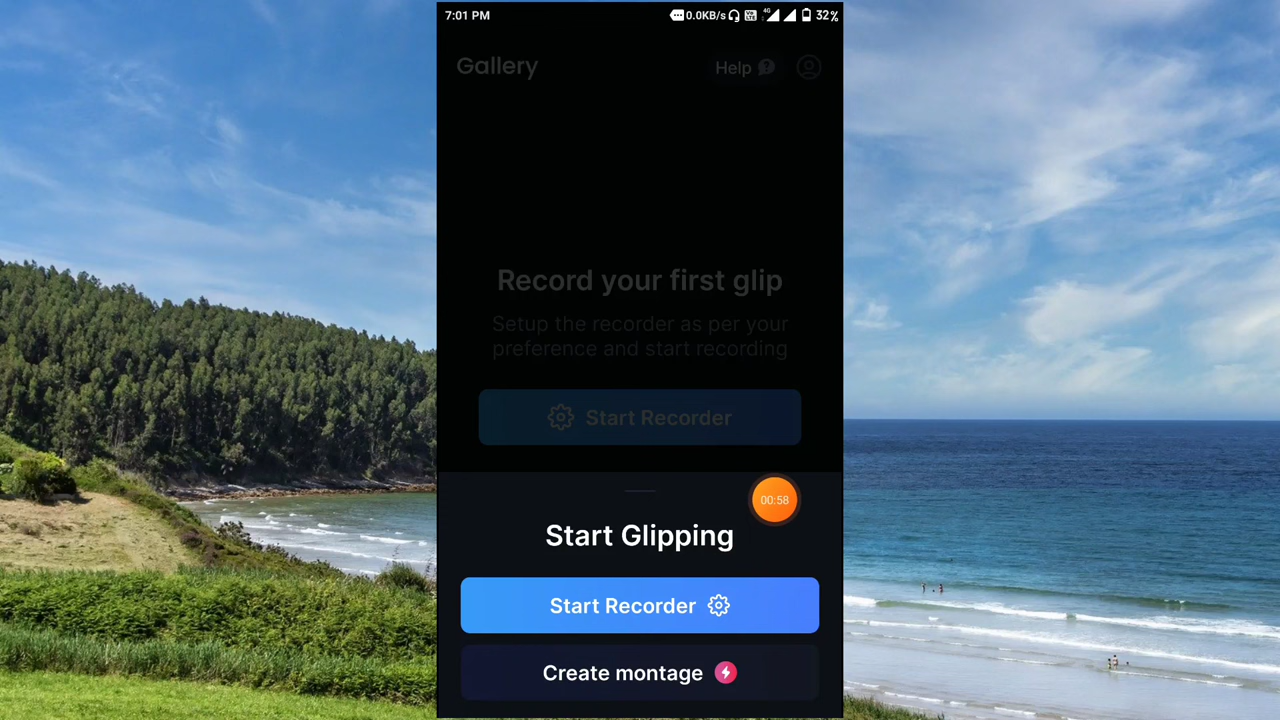 7:01 PM 0.0KB/s 4G 32%
Gallery Help
Record your first glip
Setup the recorder as per your
preference and start recording
Start Recorder
00:58
Start Glipping
Start Recorder
Create montage